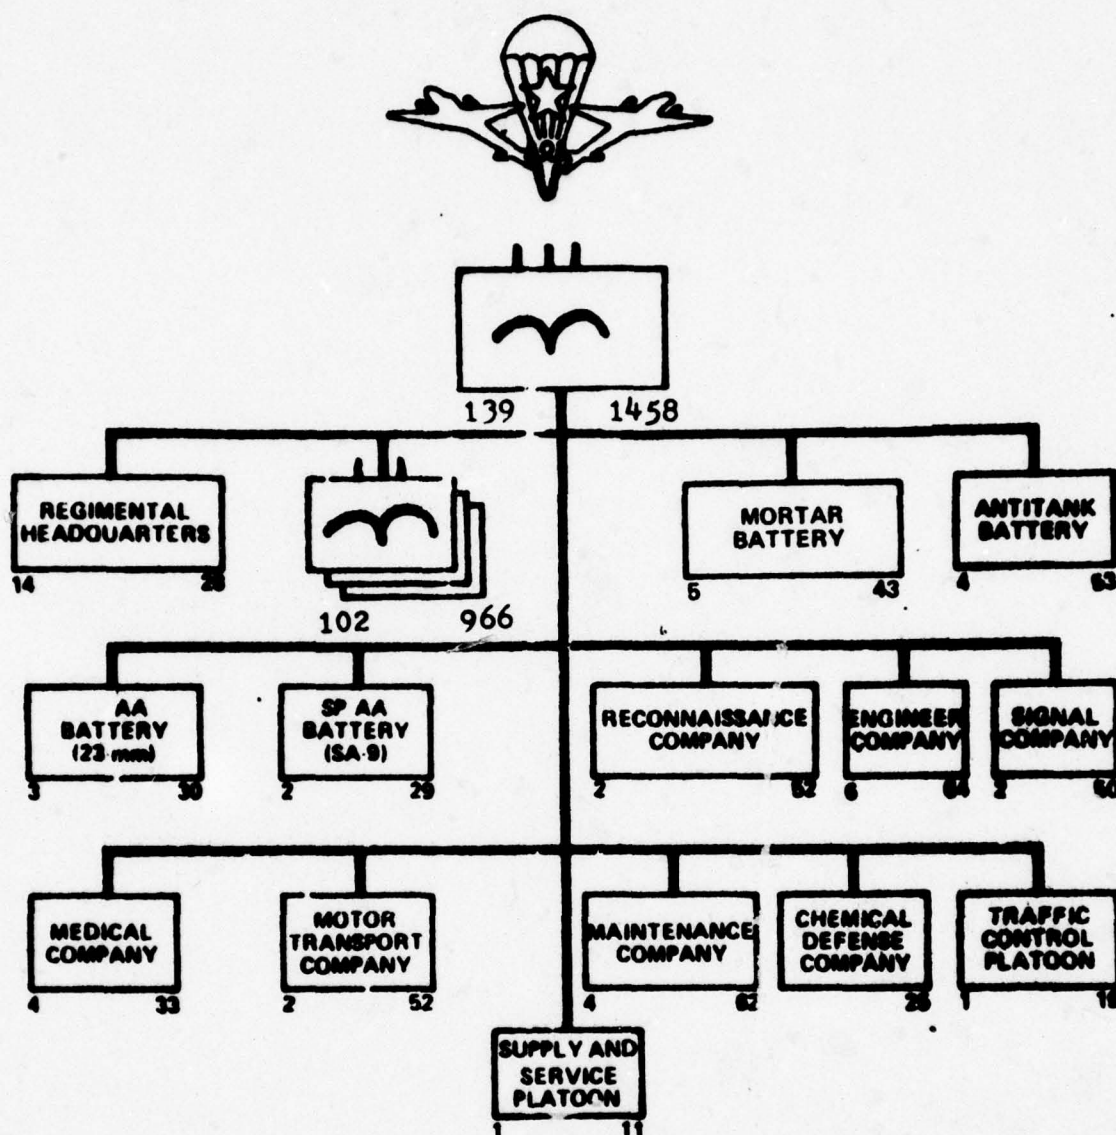 139 1458
REGIMENTAL
HEADQUARTERS
14
102 966
MORTAR
BATTERY
5 43
ANTITANK
BATTERY
4 63
AA
BATTERY
(23-mm)
3 30
SP AA
BATTERY
(SA-9)
2 29
RECONNAISSANCE
COMPANY
2 52
ENGINEER
COMPANY
6 64
SIGNAL
COMPANY
2
MEDICAL
COMPANY
4 33
MOTOR
TRANSPORT
COMPANY
2 52
MAINTENANCE
COMPANY
4
CHEMICAL
DEFENSE
COMPANY
TRAFFIC
CONTROL
PLATOON
1
SUPPLY AND
SERVICE
PLATOON
1 11